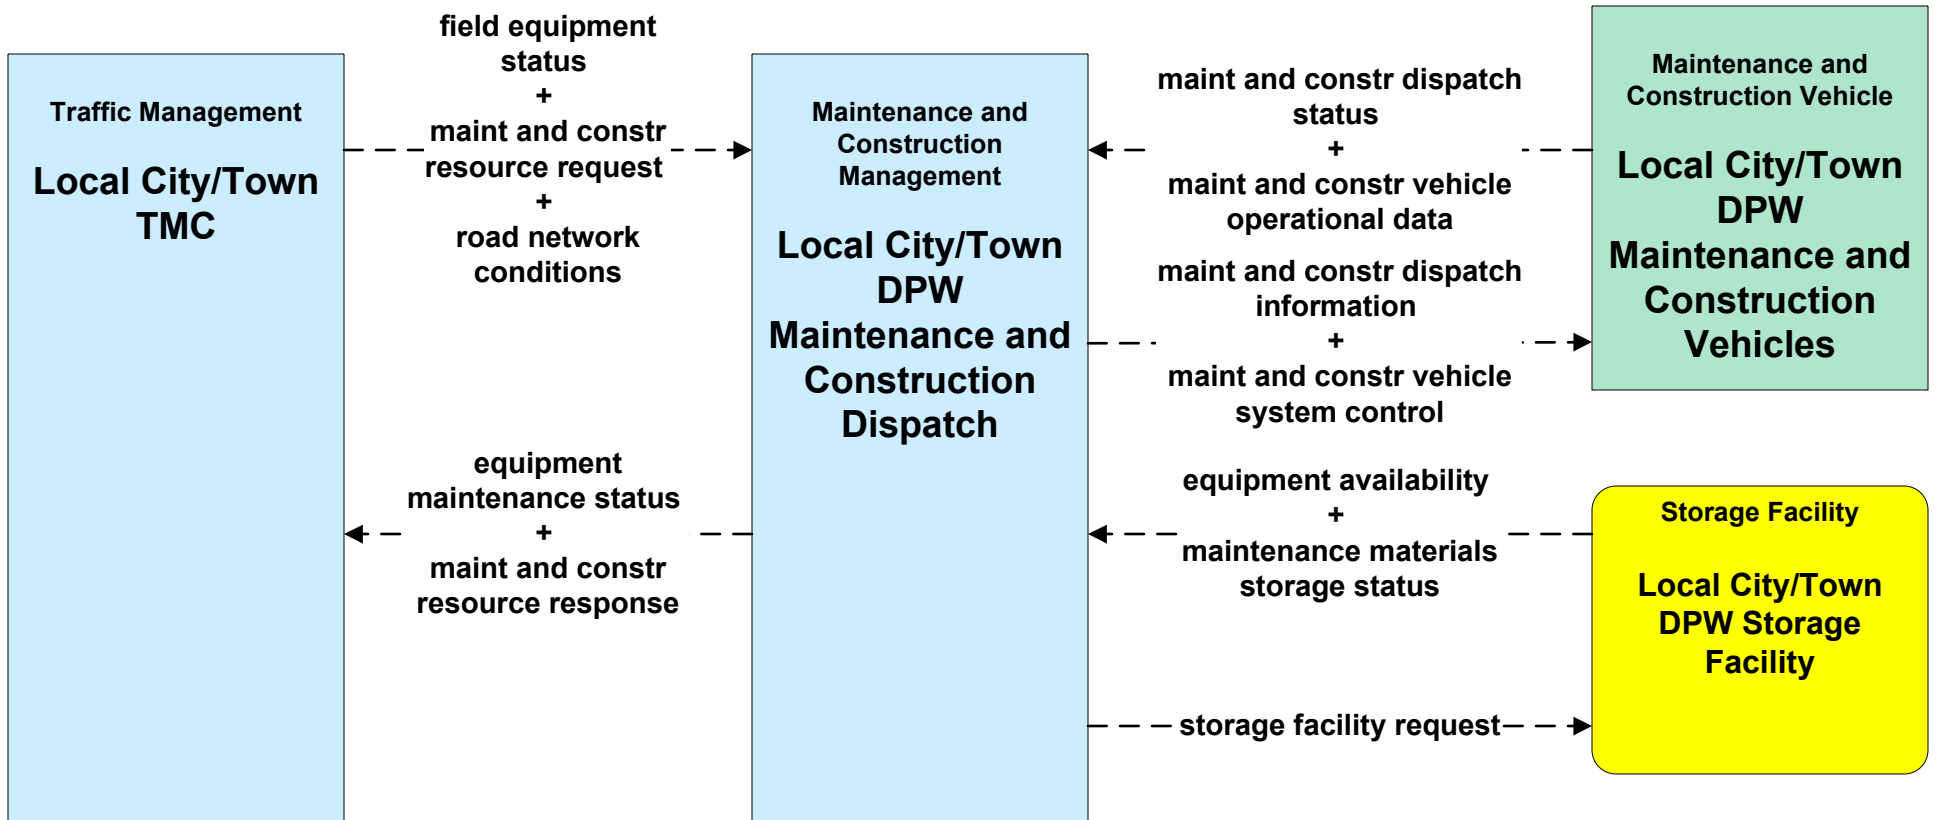 Traffic Management
Local City/Town
TMC
field equipment
status
+
maint and constr
resource request
+
road network
conditions
equipment
maintenance status
+
maint and constr
resource response
Maintenance and
Construction
Management
Local City/Town
DPW
Maintenance and
Construction
Dispatch
maint and constr dispatch
status
+
maint and constr vehicle
operational data
maint and constr dispatch
information
+
maint and constr vehicle
system control
equipment availability
+
maintenance materials
storage status
storage facility request
Maintenance and
Construction Vehicle
Local City/Town
DPW
Maintenance and
Construction
Vehicles
Storage Facility
Local City/Town
DPW Storage
Facility